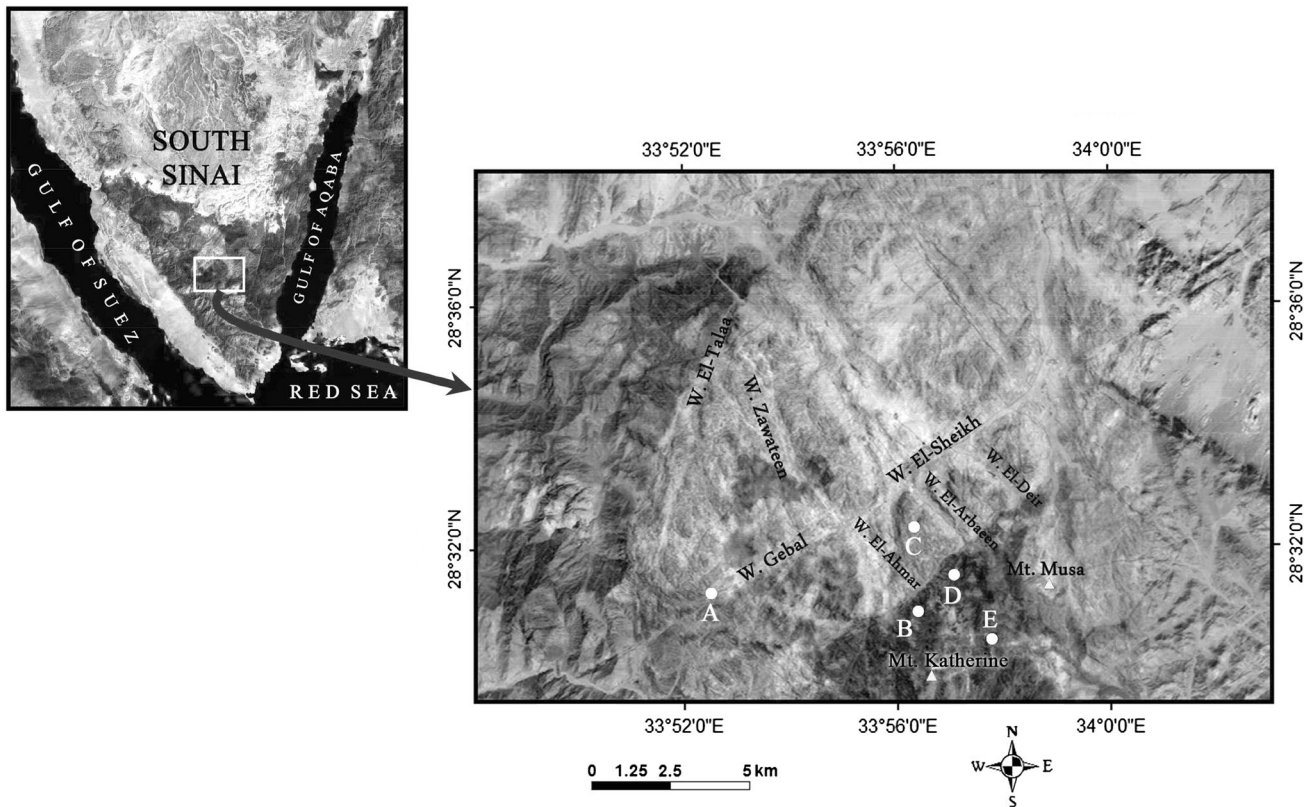 SOUTH
SINAI
GULF OF SUEZ
GULF OF AQABA
RED SEA
33°52'0"E 33°56'0"E 34°0'0"E
28°36'0"N
28°36'0"N
28°32'0"N
28°32'0"N
W. El-Talaa
W. Zawateen
W. El-Sheikh
W. El-Deir
W. El-Arbaeen
W. Gebal
W. El-Ahmar
C
Mt. Musa
D
A
B
E
Mt. Katherine
33°52'0"E 33°56'0"E 34°0'0"E
0 1.25 2.5 5 km
N
W E
S